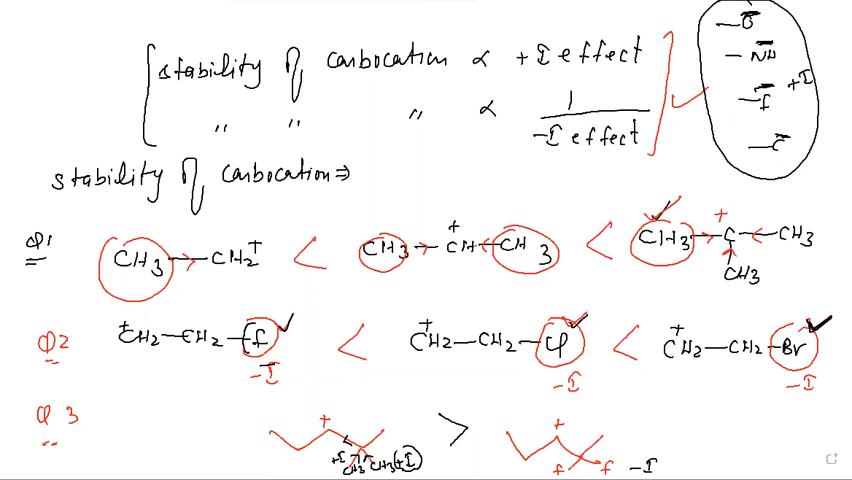 stability of carbocation ∝ +I effect
" " " ∝ 1/-I effect
-Ō
-N̄H
-F̄ +I
-C̄
stability of carbocation ⇒
Q1 CH3-CH2+ < CH3-CH+-CH3 < CH3-C+-CH3
CH3
Q2 +CH2-CH2-f < +CH2-CH2-Cl < +CH2-CH2-Br
-I -I -I
Q3 + > +
+I CH3 CH3 +I f f -I
C+